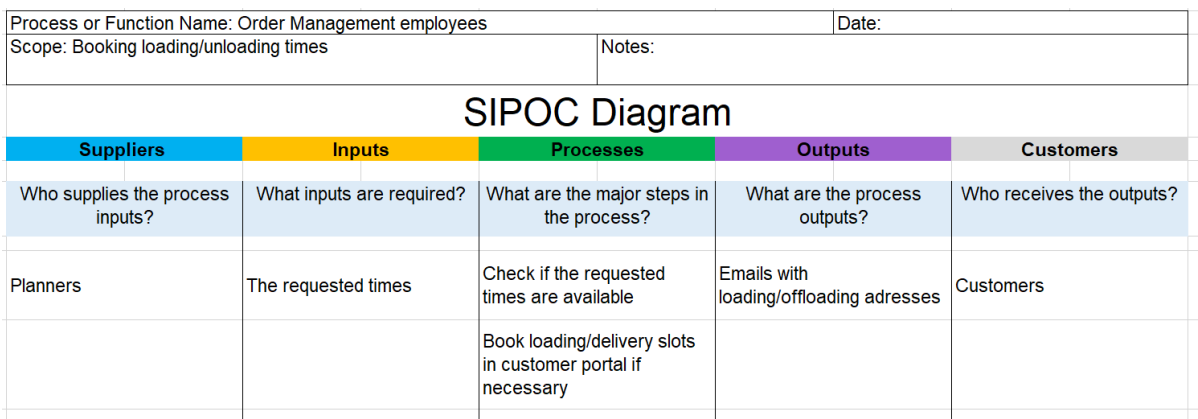 Process or Function Name: Order Management employees
Date:
Scope: Booking loading/unloading times
Notes:
SIPOC Diagram
Suppliers
Inputs
Processes
Outputs
Customers
Who supplies the process
inputs?
What inputs are required?
What are the major steps in
the process?
What are the process
outputs?
Who receives the outputs?
Planners
The requested times
Check if the requested
times are available
Emails with
loading/offloading adresses
Customers
Book loading/delivery slots
in customer portal if
necessary